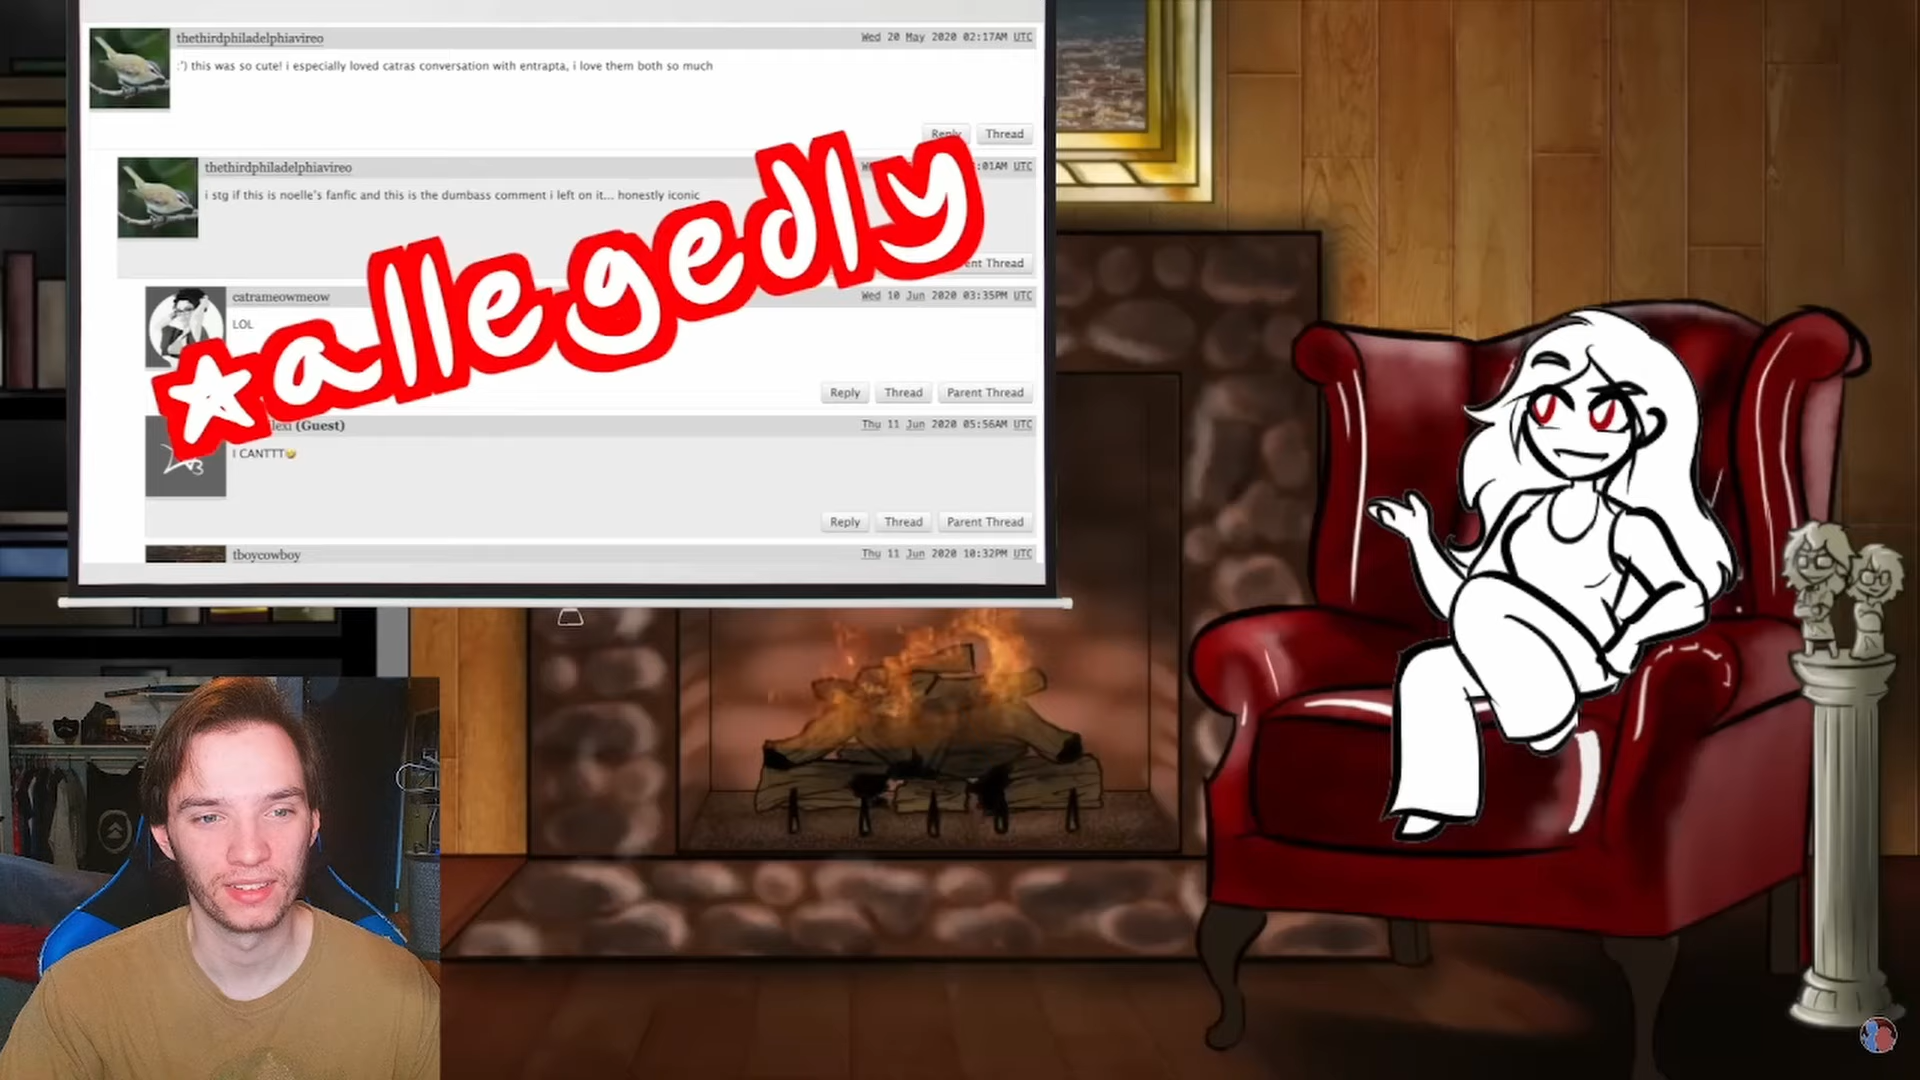 thethirdphiladelphiavireo
Wed 20 May 2020 02:17AM UTC
:') this was so cute! i especially loved catras conversation with entrapta, i love them both so much
Reply Thread
thethirdphiladelphiavireo
:01AM UTC
i stg if this is noelle's fanfic and this is the dumbass comment i left on it... honestly iconic
Thread
*allegedly
catrameowmeow
Wed 10 Jun 2020 03:35PM UTC
LOL
Reply Thread Parent Thread
(Guest)
Thu 11 Jun 2020 05:56AM UTC
I CANTTT🤣
Reply Thread Parent Thread
tboycowboy
Thu 11 Jun 2020 10:32PM UTC